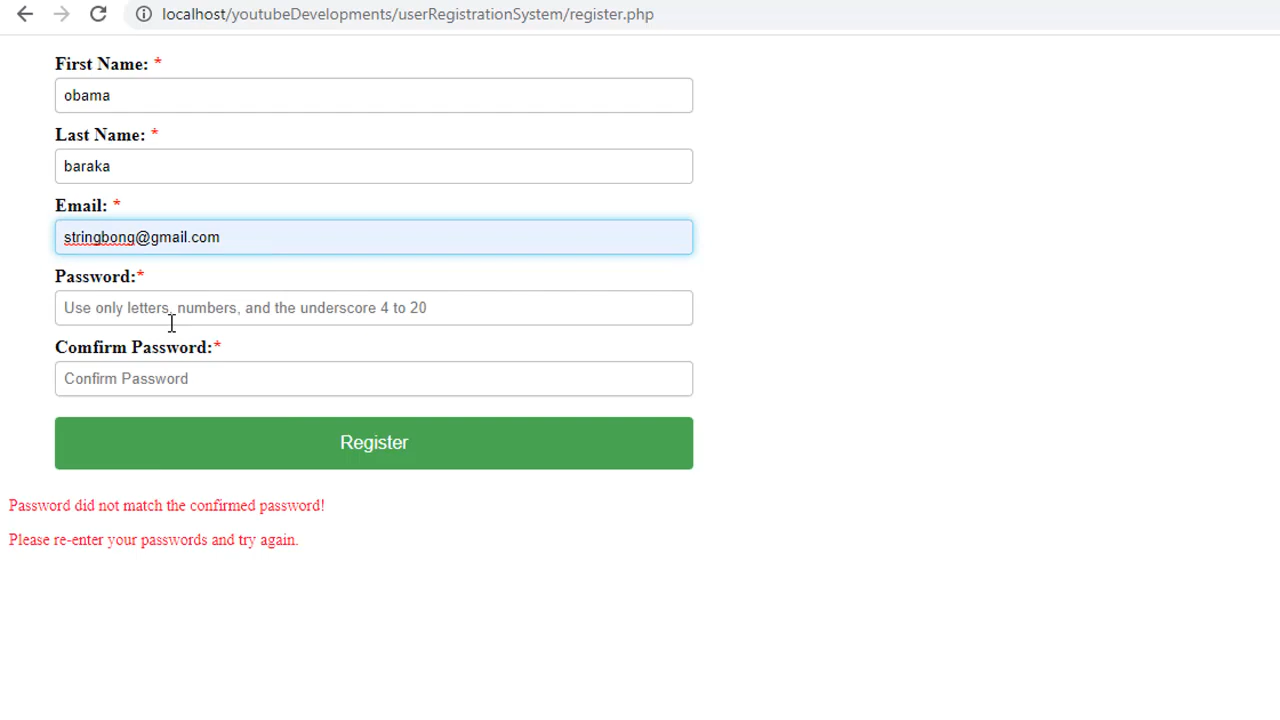 localhost/youtubeDevelopments/userRegistrationSystem/register.php
First Name: *
obama
Last Name: *
baraka
Email: *
stringbong@gmail.com
Password:*
Use only letters, numbers, and the underscore 4 to 20
Comfirm Password:*
Confirm Password
Register
Password did not match the confirmed password!
Please re-enter your passwords and try again.